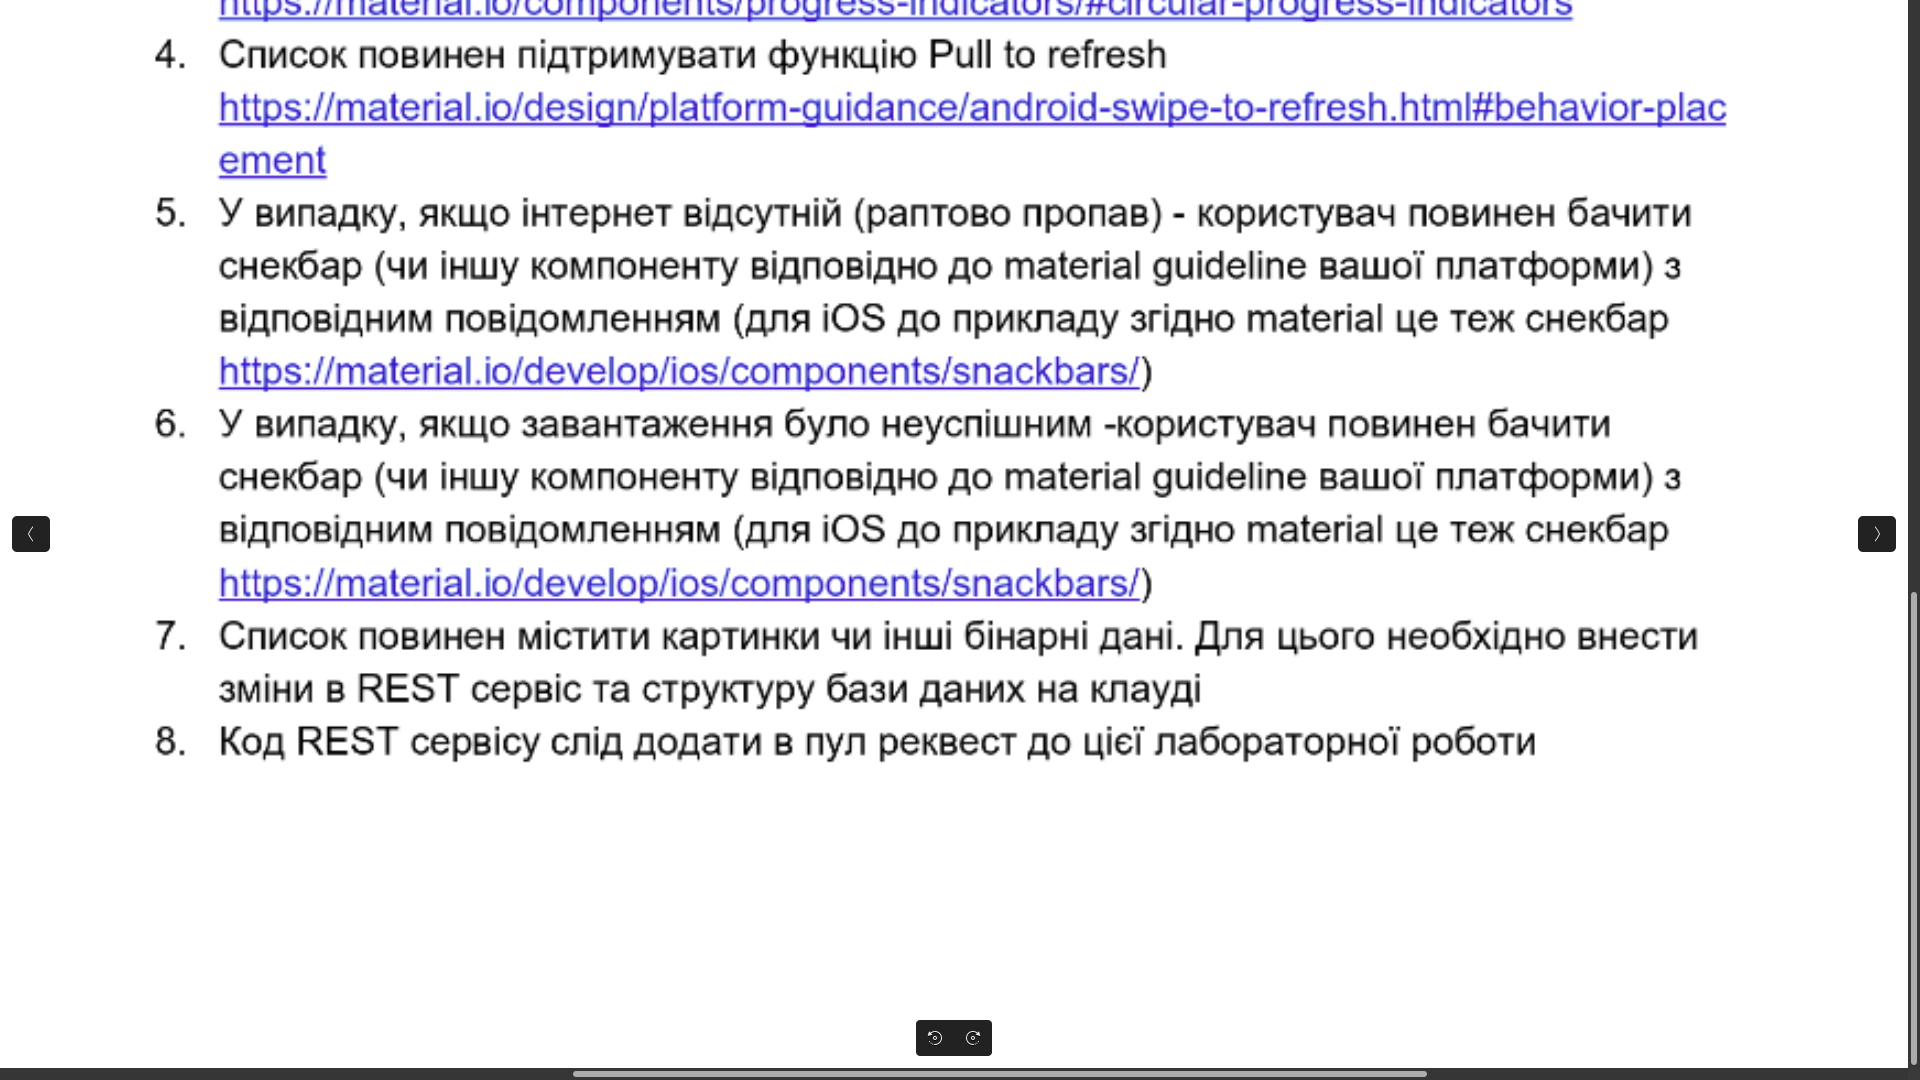 https://material.io/components/progress-indicators/#circular-progress-indicators
4. Список повинен підтримувати функцію Pull to refresh
https://material.io/design/platform-guidance/android-swipe-to-refresh.html#behavior-plac
ement
5. У випадку, якщо інтернет відсутній (раптово пропав) - користувач повинен бачити
снекбар (чи іншу компоненту відповідно до material guideline вашої платформи) з
відповідним повідомленням (для iOS до прикладу згідно material це теж снекбар
https://material.io/develop/ios/components/snackbars/)
6. У випадку, якщо завантаження було неуспішним -користувач повинен бачити
снекбар (чи іншу компоненту відповідно до material guideline вашої платформи) з
відповідним повідомленням (для iOS до прикладу згідно material це теж снекбар
https://material.io/develop/ios/components/snackbars/)
7. Список повинен містити картинки чи інші бінарні дані. Для цього необхідно внести
зміни в REST сервіс та структуру бази даних на клауді
8. Код REST сервісу слід додати в пул реквест до цієї лабораторної роботи